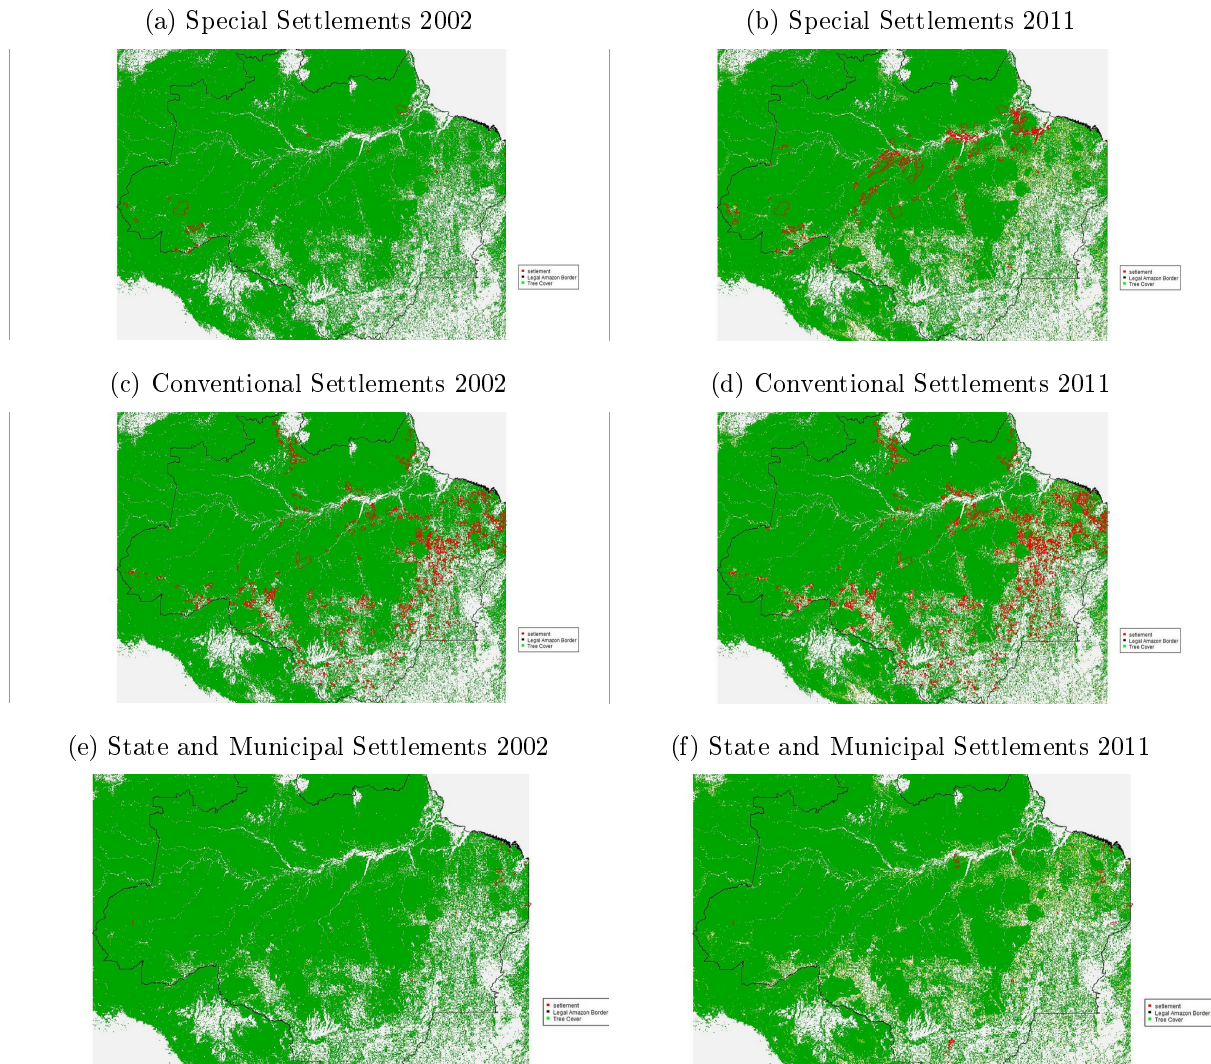 (a) Special Settlements 2002
(b) Special Settlements 2011
settlement
Legal Amazon Border
Tree Cover
settlement
Legal Amazon Border
Tree Cover
(c) Conventional Settlements 2002
(d) Conventional Settlements 2011
settlement
Legal Amazon Border
Tree Cover
settlement
Legal Amazon Border
Tree Cover
(e) State and Municipal Settlements 2002
(f) State and Municipal Settlements 2011
settlement
Legal Amazon Border
Tree Cover
settlement
Legal Amazon Border
Tree Cover